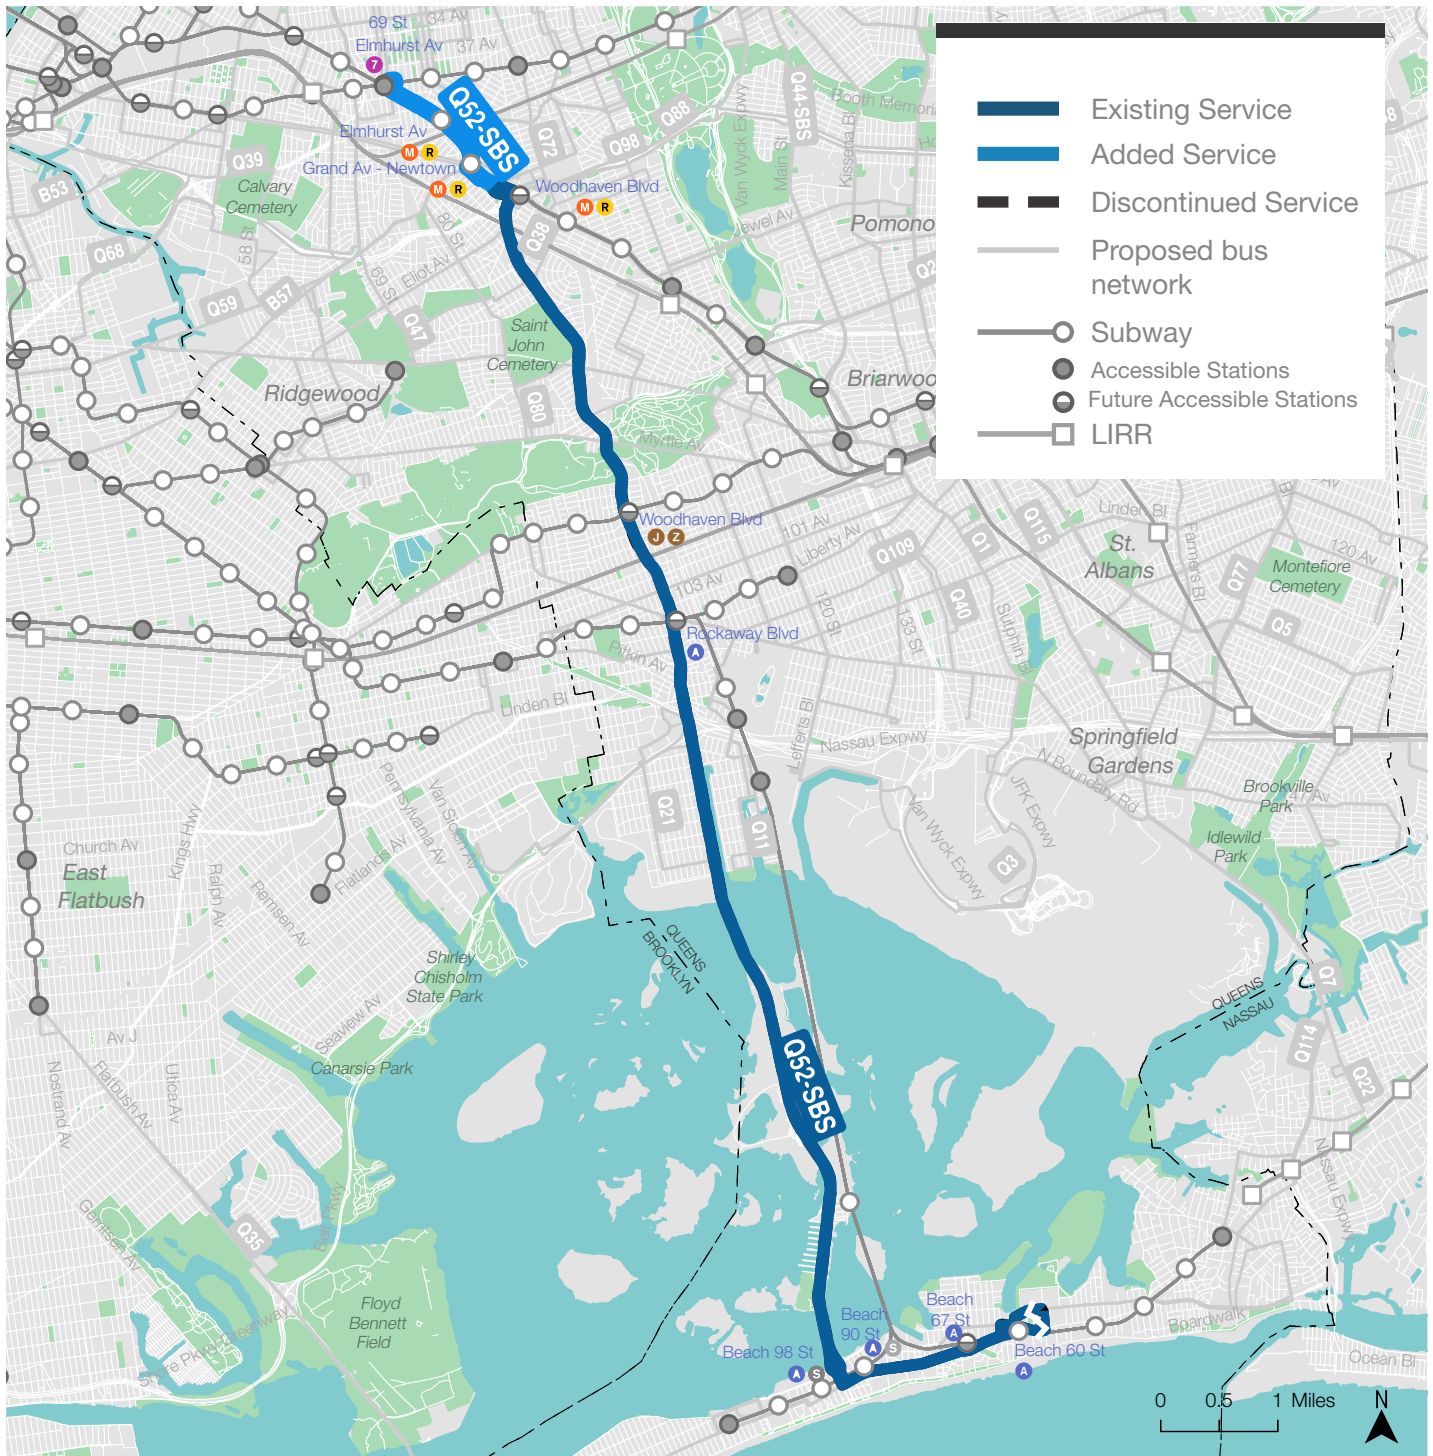 69 St
34 Av
37 Av
Elmhurst Av
7
Q52-SBS
Q72
Q98
Q88
Van Wyck Expwy
Main St
Q44-SBS
Kissena Bl
Booth Memoria
Existing Service
Added Service
Discontinued Service
Proposed bus
network
Subway
Accessible Stations
Future Accessible Stations
LIRR
Elmhurst Av
M R
Grand Av - Newtown
M R
Woodhaven Blvd
M R
Q39
B53
Calvary
Cemetery
Q68
58 St
Q59
B57
69 St
Eliot Av
80 St
Q38
Q47
Jewel Av
Pomono
Saint
John
Cemetery
Ridgewood
Q80
Briarwoo
Myrtle Av
Woodhaven Blvd
J Z
101 Av
Liberty Av
103 Av
Q109
Q1
Q115
Linden Bl
Farmers Bl
St.
Albans
Q77
120 Av
Montefiore
Cemetery
Q5
Q40
Sutphin Bl
133 St
Rockaway Blvd
A
Pitkin Av
Linden Bl
Lefferts Bl
Nassau Expwy
Springfield
Gardens
N Boundary Rd
JFK Expwy
Van Wyck Expwy
Q3
Brookville
Park
Idlewild
Park
Q21
Q11
Pennsylvania Av
Van Siclen Av
Flatlands Av
Church Av
Kings Hwy
Ralph Av
Remsen Av
East
Flatbush
Shirley
Chisholm
State Park
QUEENS
BROOKLYN
QUEENS
NASSAU
Q7
Q114
Q22
Nassau Expwy
Av J
Seaview Av
Canarsie Park
Nostrand Av
Flatbush Av
Utica Av
Q52-SBS
Gerritsen Av
Q35
Belt Pkwy
Shore Pkwy Greenway
Floyd
Bennett
Field
Beach 98 St
A S
Beach
90 St
A S
Beach
67 St
A
Beach 60 St
A
Boardwalk
Ocean Bl
0 0.5 1 Miles
N